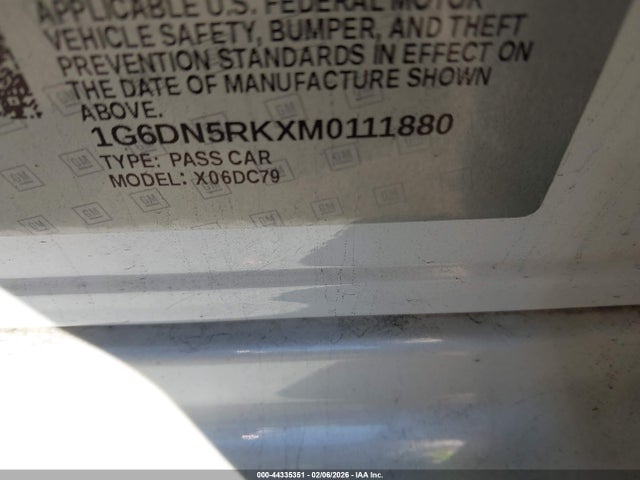 APPLICABLE U.S. FEDERAL MOTOR
VEHICLE SAFETY, BUMPER, AND THEFT
PREVENTION STANDARDS IN EFFECT ON
THE DATE OF MANUFACTURE SHOWN
ABOVE.
1G6DN5RKXM0111880
TYPE: PASS CAR
MODEL: X06DC79
000-44335351 - 02/06/2026 - IAA Inc.